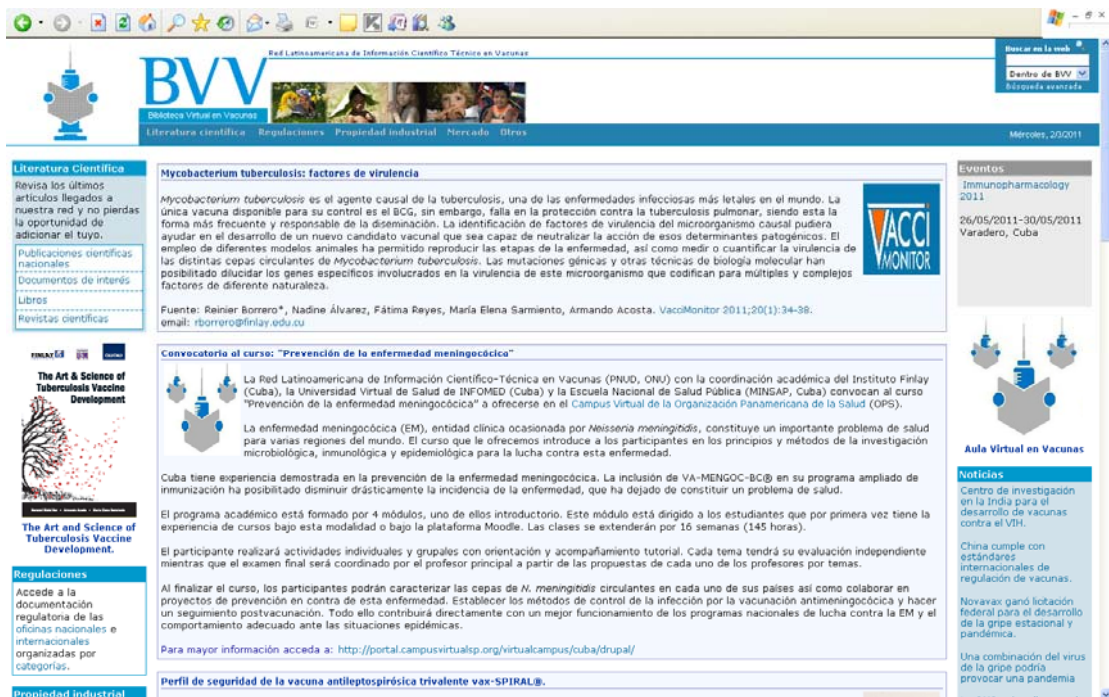 Red Latinoamericana de Información Científico Técnico en Vacunas
Buscar en la web
BVV
Dentro de BVV
Búsqueda avanzada
Biblioteca Virtual en Vacunas
Literatura científica Regulaciones Propiedad industrial Mercado Otros
Miércoles, 2/3/2011
Literatura Científica
Revisa los últimos
artículos llegados a
nuestra red y no pierdas
la oportunidad de
adicionar el tuyo.
Publicaciones científicas
nacionales
Documentos de interés
Libros
Revistas científicas
FINLAY
The Art & Science of
Tuberculosis Vaccine
Development
The Art and Science of
Tuberculosis Vaccine
Development.
Regulaciones
Accede a la
documentación
regulatoria de las
oficinas nacionales e
internacionales
organizadas por
categorías.
Propiedad industrial
Mycobacterium tuberculosis: factores de virulencia
Mycobacterium tuberculosis es el agente causal de la tuberculosis, una de las enfermedades infecciosas más letales en el mundo. La
única vacuna disponible para su control es el BCG, sin embargo, falla en la protección contra la tuberculosis pulmonar, siendo esta la
forma más frecuente y responsable de la diseminación. La identificación de factores de virulencia del microorganismo causal pudiera
ayudar en el desarrollo de un nuevo candidato vacunal que sea capaz de neutralizar la acción de esos determinantes patogénicos. El
empleo de diferentes modelos animales ha permitido reproducir las etapas de la enfermedad, así como medir o cuantificar la virulencia de
las distintas cepas circulantes de Mycobacterium tuberculosis. Las mutaciones génicas y otras técnicas de biología molecular han
posibilitado dilucidar los genes específicos involucrados en la virulencia de este microorganismo que codifican para múltiples y complejos
factores de diferente naturaleza.
VACCI
MONITOR
Fuente: Reinier Borrero*, Nadine Álvarez, Fátima Reyes, María Elena Sarmiento, Armando Acosta. VacciMonitor 2011;20(1):34-38.
email: rborrero@finlay.edu.cu
Convocatoria al curso: "Prevención de la enfermedad meningocócica"
La Red Latinoamericana de Información Científico-Técnica en Vacunas (PNUD, ONU) con la coordinación académica del Instituto Finlay
(Cuba), la Universidad Virtual de Salud de INFOMED (Cuba) y la Escuela Nacional de Salud Pública (MINSAP, Cuba) convocan al curso
"Prevención de la enfermedad meningocócica" a ofrecerse en el Campus Virtual de la Organización Panamericana de la Salud (OPS).
La enfermedad meningocócica (EM), entidad clínica ocasionada por Neisseria meningitidis, constituye un importante problema de salud
para varias regiones del mundo. El curso que le ofrecemos introduce a los participantes en los principios y métodos de la investigación
microbiológica, inmunológica y epidemiológica para la lucha contra esta enfermedad.
Cuba tiene experiencia demostrada en la prevención de la enfermedad meningocócica. La inclusión de VA-MENGOC-BC® en su programa ampliado de
inmunización ha posibilitado disminuir drásticamente la incidencia de la enfermedad, que ha dejado de constituir un problema de salud.
El programa académico está formado por 4 módulos, uno de ellos introductorio. Este módulo está dirigido a los estudiantes que por primera vez tiene la
experiencia de cursos bajo esta modalidad o bajo la plataforma Moodle. Las clases se extenderán por 16 semanas (145 horas).
El participante realizará actividades individuales y grupales con orientación y acompañamiento tutorial. Cada tema tendrá su evaluación independiente
mientras que el examen final será coordinado por el profesor principal a partir de las propuestas de cada uno de los profesores por temas.
Al finalizar el curso, los participantes podrán caracterizar las cepas de N. meningitidis circulantes en cada uno de sus países así como colaborar en
proyectos de prevención en contra de esta enfermedad. Establecer los métodos de control de la infección por la vacunación antimeningocócica y hacer
un seguimiento postvacunación. Todo ello contribuirá directamente con un mejor funcionamiento de los programas nacionales de lucha contra la EM y el
comportamiento adecuado ante las situaciones epidémicas.
Para mayor información acceda a: http://portal.campusvirtualsp.org/virtualcampus/cuba/drupal/
Perfil de seguridad de la vacuna antileptospirósica trivalente vax-SPIRAL®.
Eventos
Immunopharmacology
2011
26/05/2011-30/05/2011
Varadero, Cuba
Aula Virtual en Vacunas
Noticias
Centro de investigación
en la India para el
desarrollo de vacunas
contra el VIH.
China cumple con
estándares
internacionales de
regulación de vacunas.
Novavax ganó licitación
federal para el desarrollo
de la gripe estacional y
pandémica.
Una combinación del virus
de la gripe podría
provocar una pandemia